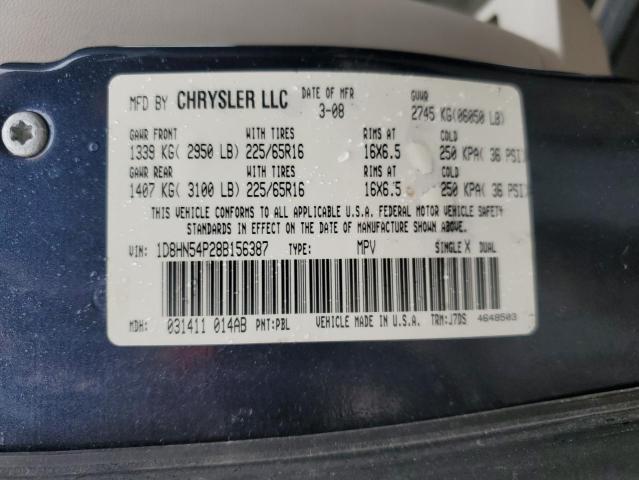 MFD BY CHRYSLER LLC DATE OF MFR 3-08 GVWR 2745 KG(06050 LB)
GAWR FRONT WITH TIRES RIMS AT COLD
1339 KG( 2950 LB) 225/65R16 16X6.5 250 KPA( 36 PSI)
GAWR REAR WITH TIRES RIMS AT COLD
1407 KG( 3100 LB) 225/65R16 16X6.5 250 KPA( 36 PSI)
THIS VEHICLE CONFORMS TO ALL APPLICABLE U.S.A. FEDERAL MOTOR VEHICLE SAFETY
STANDARDS IN EFFECT ON THE DATE OF MANUFACTURE SHOWN ABOVE.
VIN: 1D8HN54P28B156387 TYPE: MPV SINGLE X DUAL
MDH: 031411 014AB PNT:PBL VEHICLE MADE IN U.S.A. TRM:J7DS 4648503